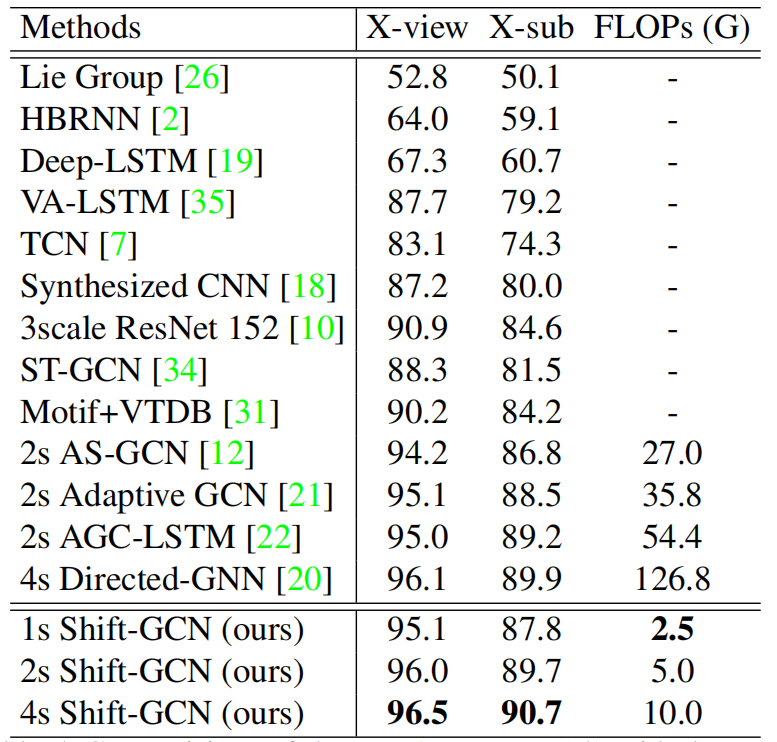 Methods X-view X-sub FLOPs (G)
Lie Group [26] 52.8 50.1 -
HBRNN [2] 64.0 59.1 -
Deep-LSTM [19] 67.3 60.7 -
VA-LSTM [35] 87.7 79.2 -
TCN [7] 83.1 74.3 -
Synthesized CNN [18] 87.2 80.0 -
3scale ResNet 152 [10] 90.9 84.6 -
ST-GCN [34] 88.3 81.5 -
Motif+VTDB [31] 90.2 84.2 -
2s AS-GCN [12] 94.2 86.8 27.0
2s Adaptive GCN [21] 95.1 88.5 35.8
2s AGC-LSTM [22] 95.0 89.2 54.4
4s Directed-GNN [20] 96.1 89.9 126.8
1s Shift-GCN (ours) 95.1 87.8 2.5
2s Shift-GCN (ours) 96.0 89.7 5.0
4s Shift-GCN (ours) 96.5 90.7 10.0